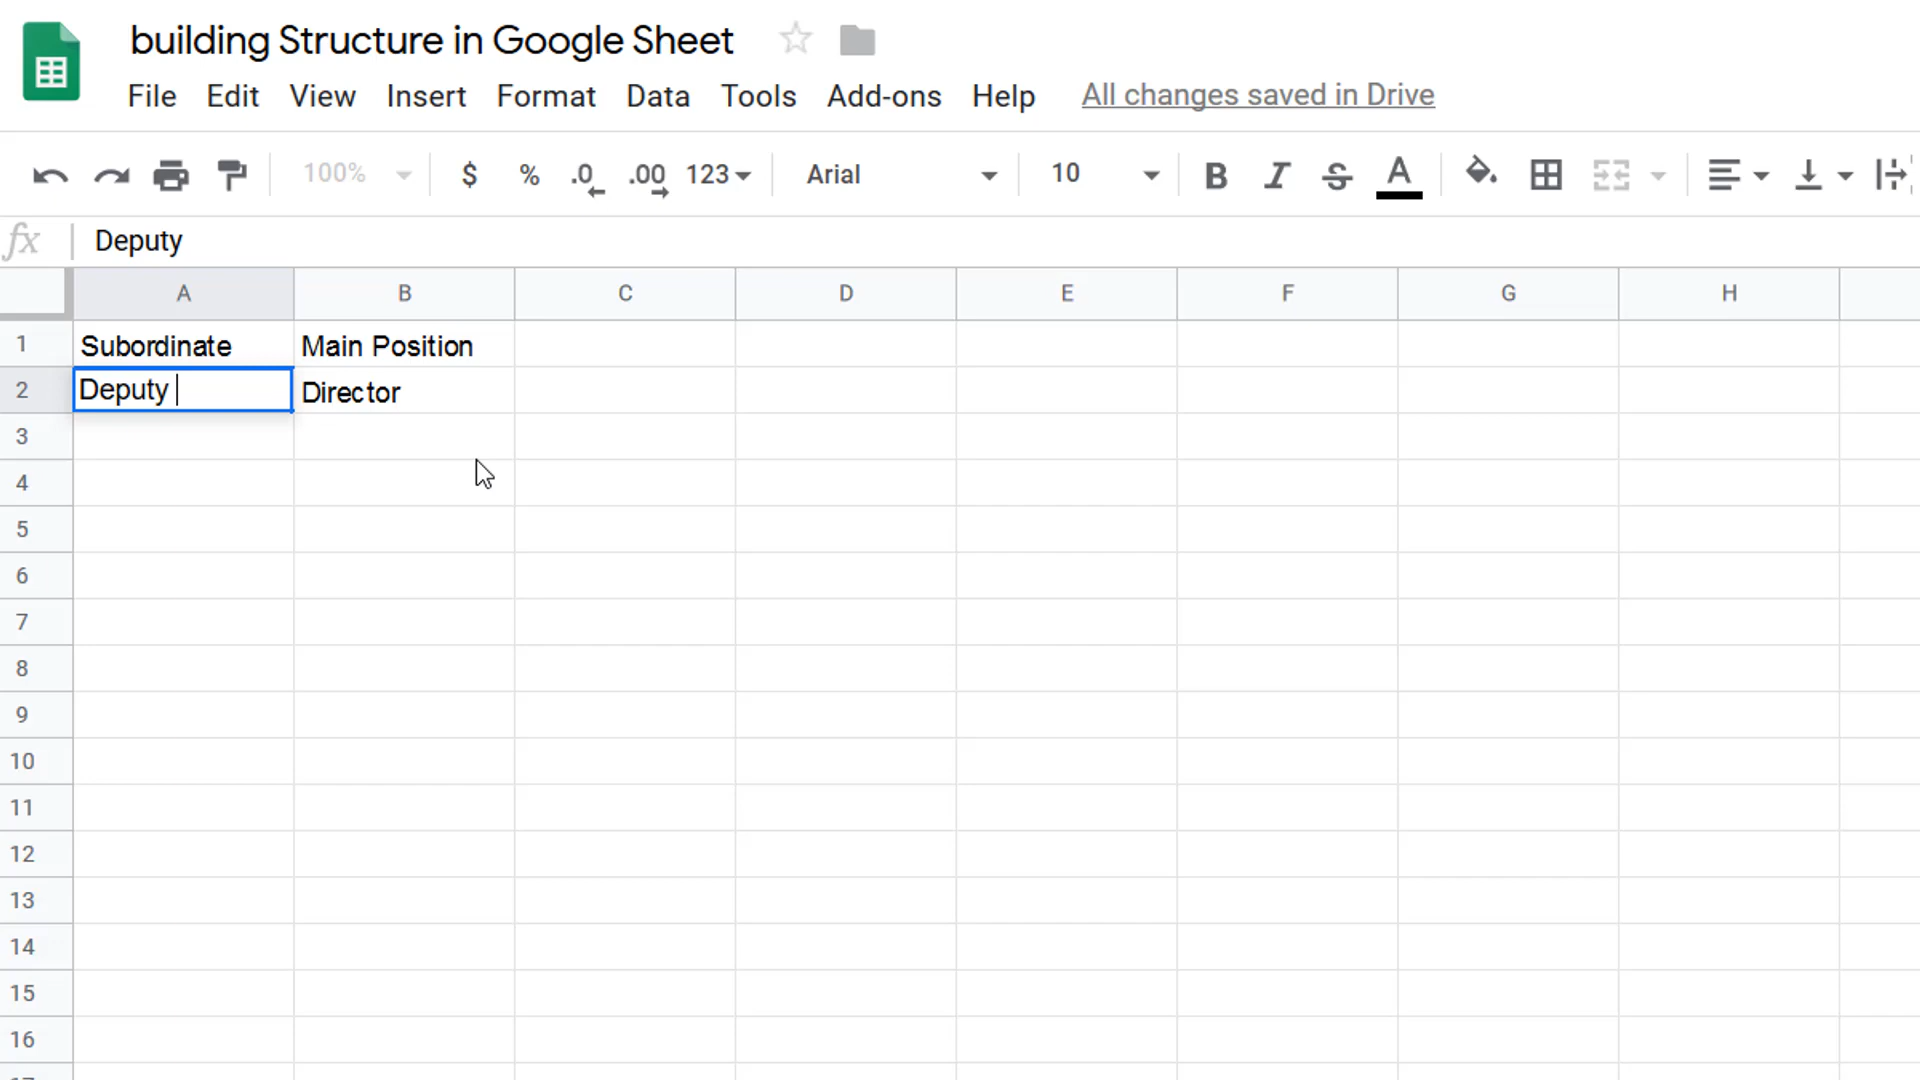 building Structure in Google Sheet
File Edit View Insert Format Data Tools Add-ons Help All changes saved in Drive
100% $ % .0 .00 123 Arial 10 B I S A
fx Deputy
A B C D E F G H
1 Subordinate Main Position
2 Deputy Director
3
4
5
6
7
8
9
10
11
12
13
14
15
16